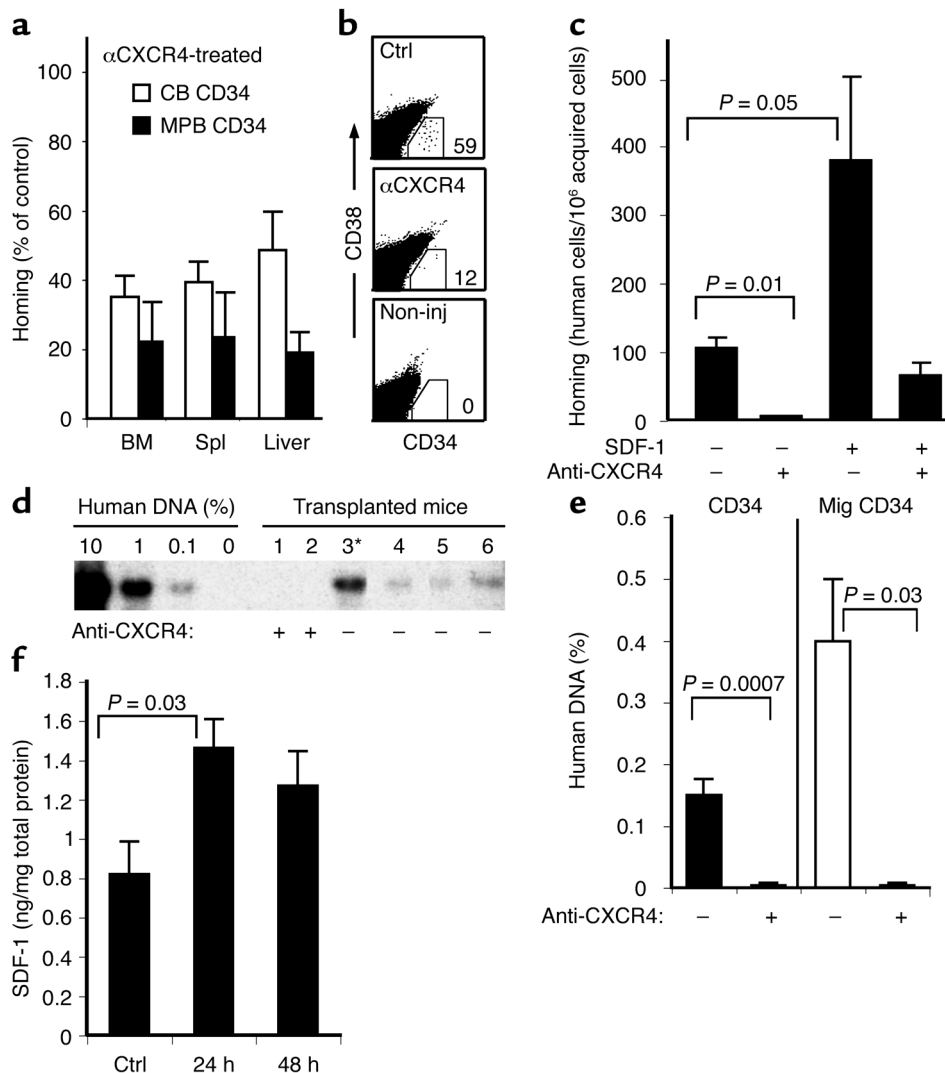 a
αCXCR4-treated
CB CD34
MPB CD34
Homing (% of control)
100
80
60
40
20
0
BM Spl Liver
b
Ctrl
59
αCXCR4
12
Non-inj
0
CD38
CD34
c
Homing (human cells/10⁶ acquired cells)
500
400
300
200
100
0
P = 0.05
P = 0.01
SDF-1 – – + +
Anti-CXCR4 – + – +
d
Human DNA (%) Transplanted mice
10 1 0.1 0 1 2 3* 4 5 6
Anti-CXCR4: + + – – – –
e
CD34 Mig CD34
Human DNA (%)
0.6
0.5
0.4
0.3
0.2
0.1
0
P = 0.03
P = 0.0007
Anti-CXCR4: – + – +
f
SDF-1 (ng/mg total protein)
1.8
1.6
1.4
1.2
1
0.8
0.6
0.4
0.2
0
P = 0.03
Ctrl 24 h 48 h